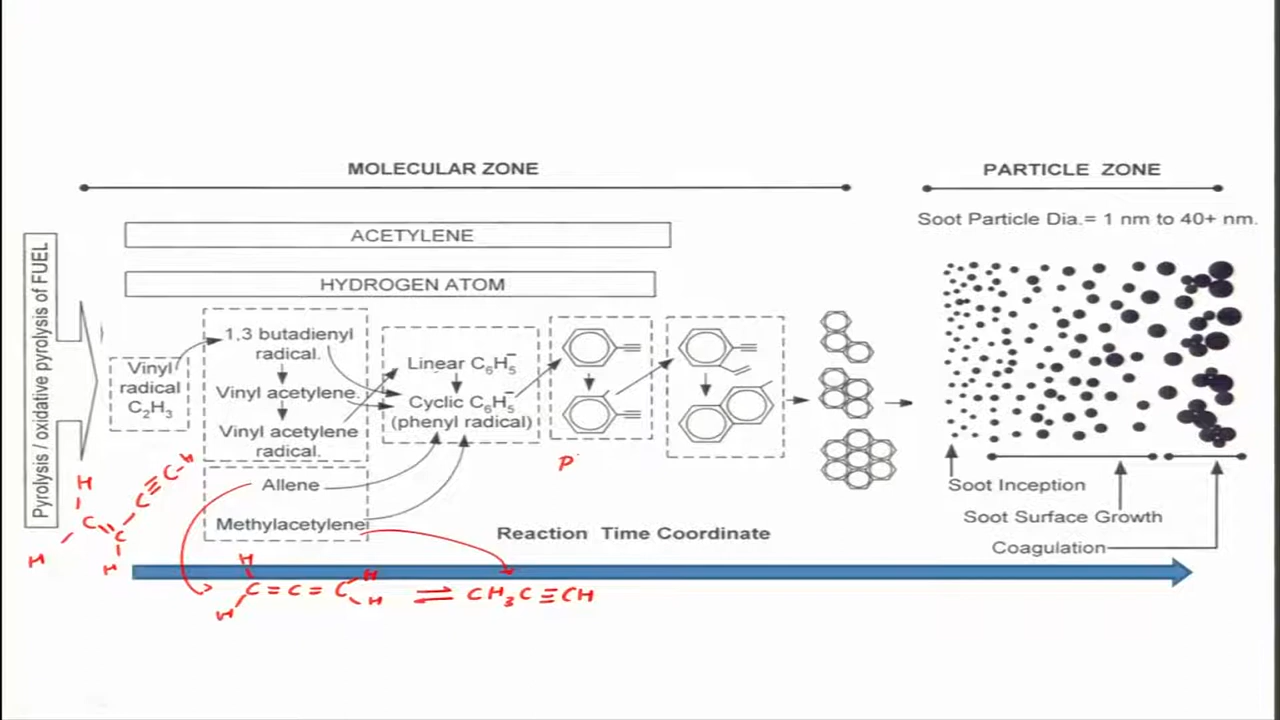 MOLECULAR ZONE
PARTICLE ZONE
Soot Particle Dia.= 1 nm to 40+ nm.
ACETYLENE
HYDROGEN ATOM
Pyrolysis / oxidative pyrolysis of FUEL
Vinyl
radical
C₂H₃
1,3 butadienyl
radical.
Vinyl acetylene.
Vinyl acetylene
radical.
Allene
Methylacetylene
Linear C₆H₅⁻
Cyclic C₆H₅⁻
(phenyl radical)
P
Reaction Time Coordinate
Soot Inception
Soot Surface Growth
Coagulation
H
C≡C-H
H C=C
H
H H
C=C=C
H H
⇌ CH₃C≡CH